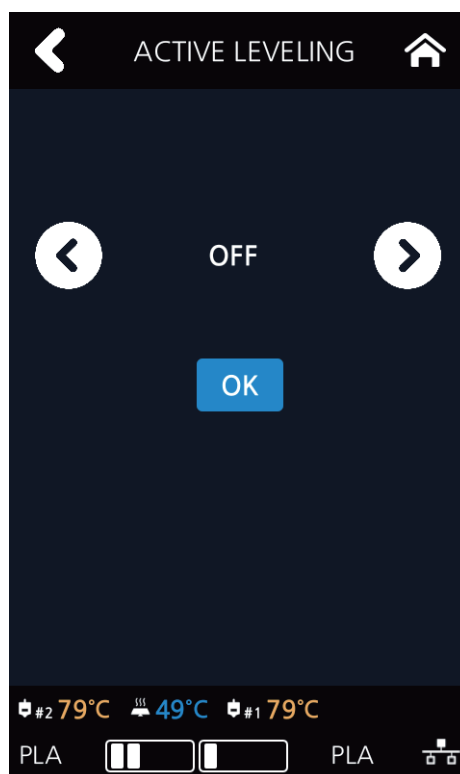 ACTIVE LEVELING
OFF
OK
#2 79°C 49°C #1 79°C
PLA PLA